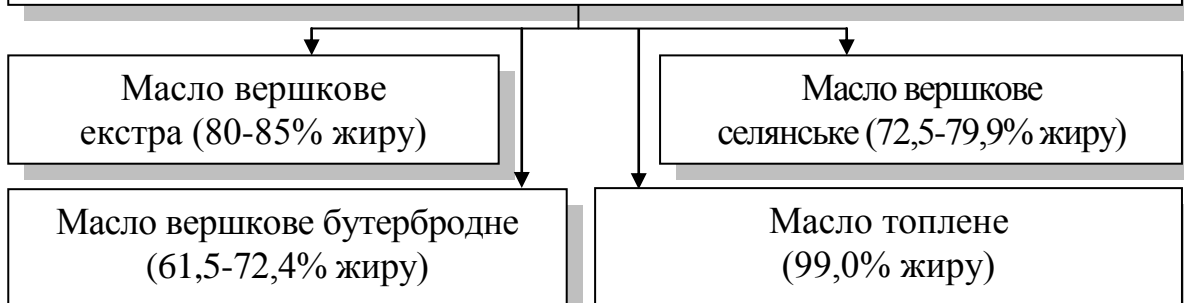 Масло вершкове
екстра (80-85% жиру)
Масло вершкове
селянське (72,5-79,9% жиру)
Масло вершкове бутербродне
(61,5-72,4% жиру)
Масло топлене
(99,0% жиру)